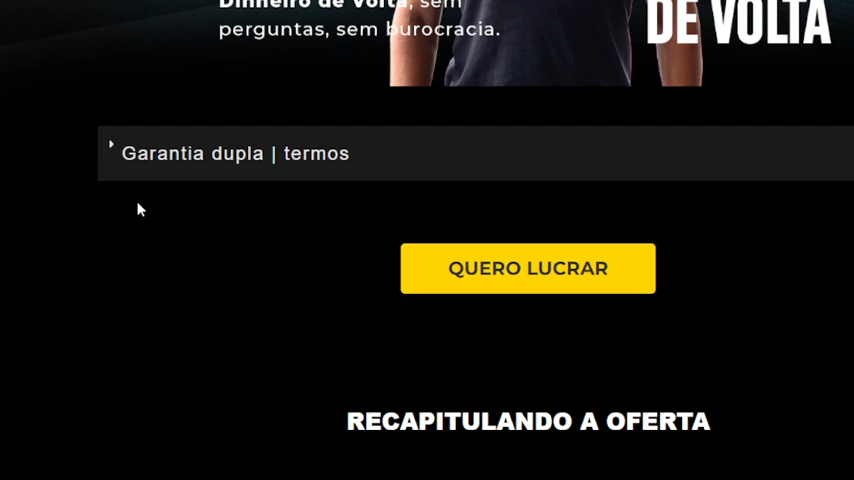 Dinheiro de Volta, sem
perguntas, sem burocracia.
DE VOLTA
Garantia dupla | termos
QUERO LUCRAR
RECAPITULANDO A OFERTA